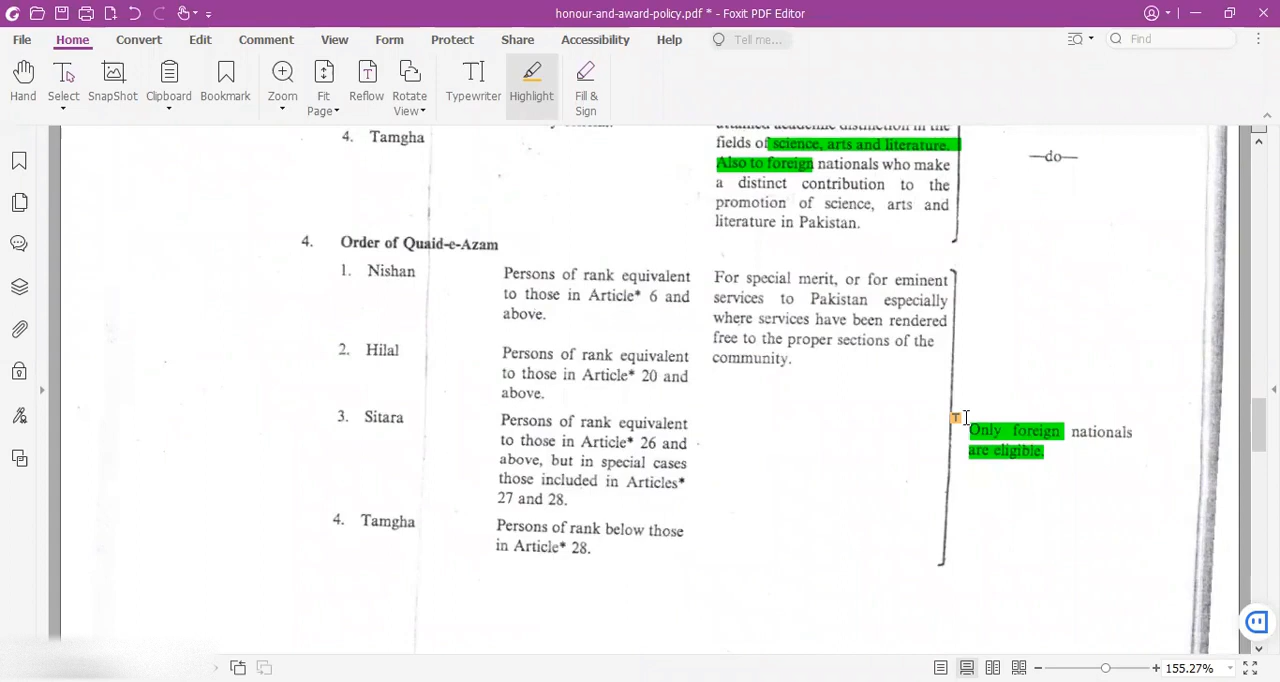 honour-and-award-policy.pdf * - Foxit PDF Editor
File Home Convert Edit Comment View Form Protect Share Accessibility Help Tell me... Find
Hand Select SnapShot Clipboard Bookmark Zoom Fit Page Reflow Rotate View Typewriter Highlight Fill & Sign
attained academic distinction in the
4. Tamgha
fields of science, arts and literature.
Also to foreign nationals who make
a distinct contribution to the
promotion of science, arts and
literature in Pakistan.
—do—
4. Order of Quaid-e-Azam
1. Nishan
Persons of rank equivalent
to those in Article* 6 and
above.
For special merit, or for eminent
services to Pakistan especially
where services have been rendered
free to the proper sections of the
community.
2. Hilal
Persons of rank equivalent
to those in Article* 20 and
above.
3. Sitara
Persons of rank equivalent
to those in Article* 26 and
above, but in special cases
those included in Articles*
27 and 28.
Only foreign nationals
are eligible.
4. Tamgha
Persons of rank below those
in Article* 28.
155.27%